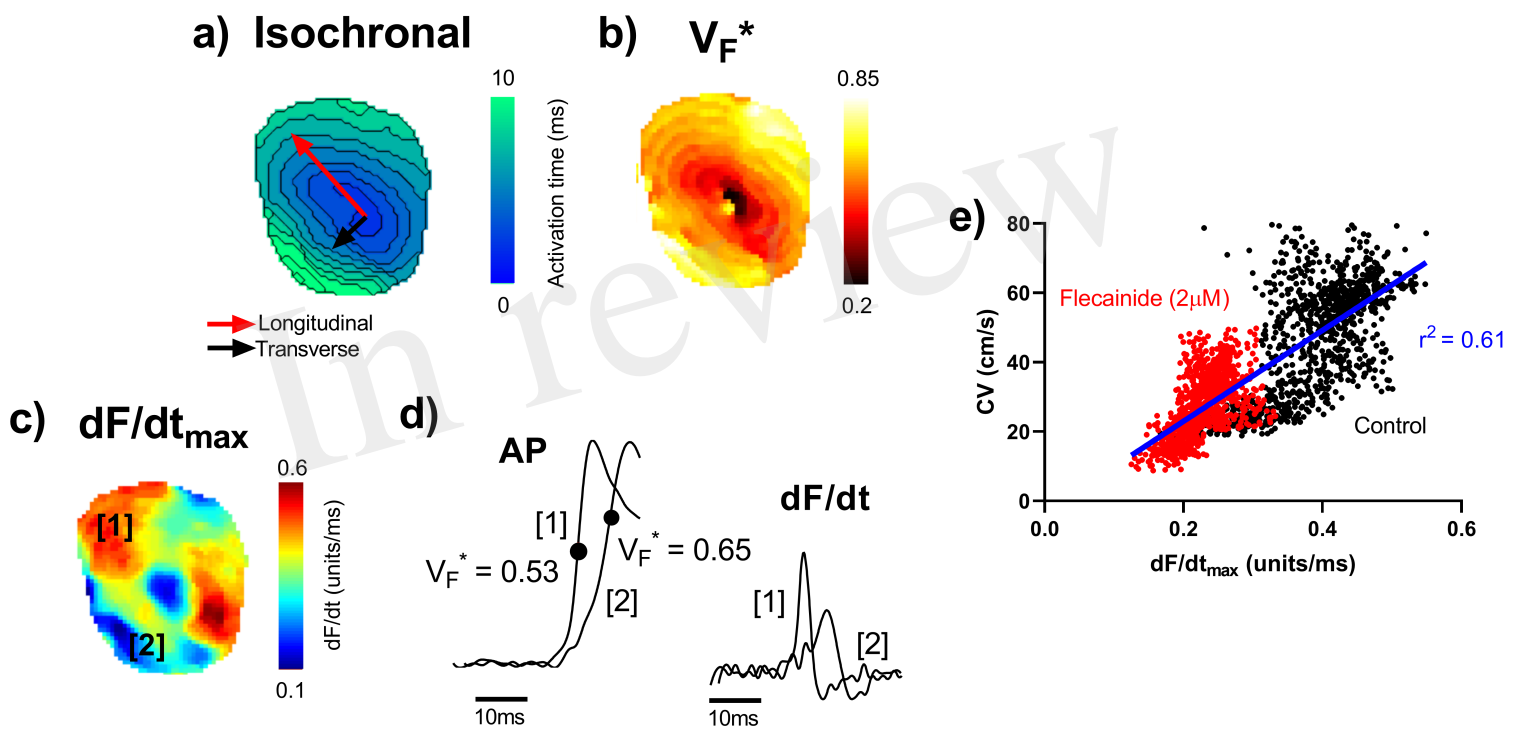 a) Isochronal
10
Activation time (ms)
0
Longitudinal
Transverse
b) VF*
0.85
0.2
c) dF/dtmax
0.6
dF/dt (units/ms)
0.1
[1]
[2]
d)
AP
[1]
VF* = 0.53
VF* = 0.65
[2]
10ms
dF/dt
[1]
[2]
10ms
e)
80
60
40
20
0
CV (cm/s)
Flecainide (2μM)
r2 = 0.61
Control
0.0 0.2 0.4 0.6
dF/dtmax (units/ms)
In review